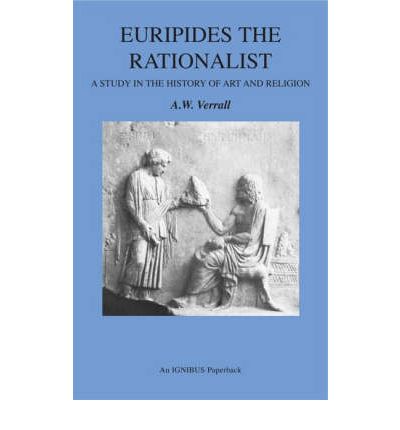 EURIPIDES THE
RATIONALIST
A STUDY IN THE HISTORY OF ART AND RELIGION
A.W. Verrall
An IGNIBUS Paperback